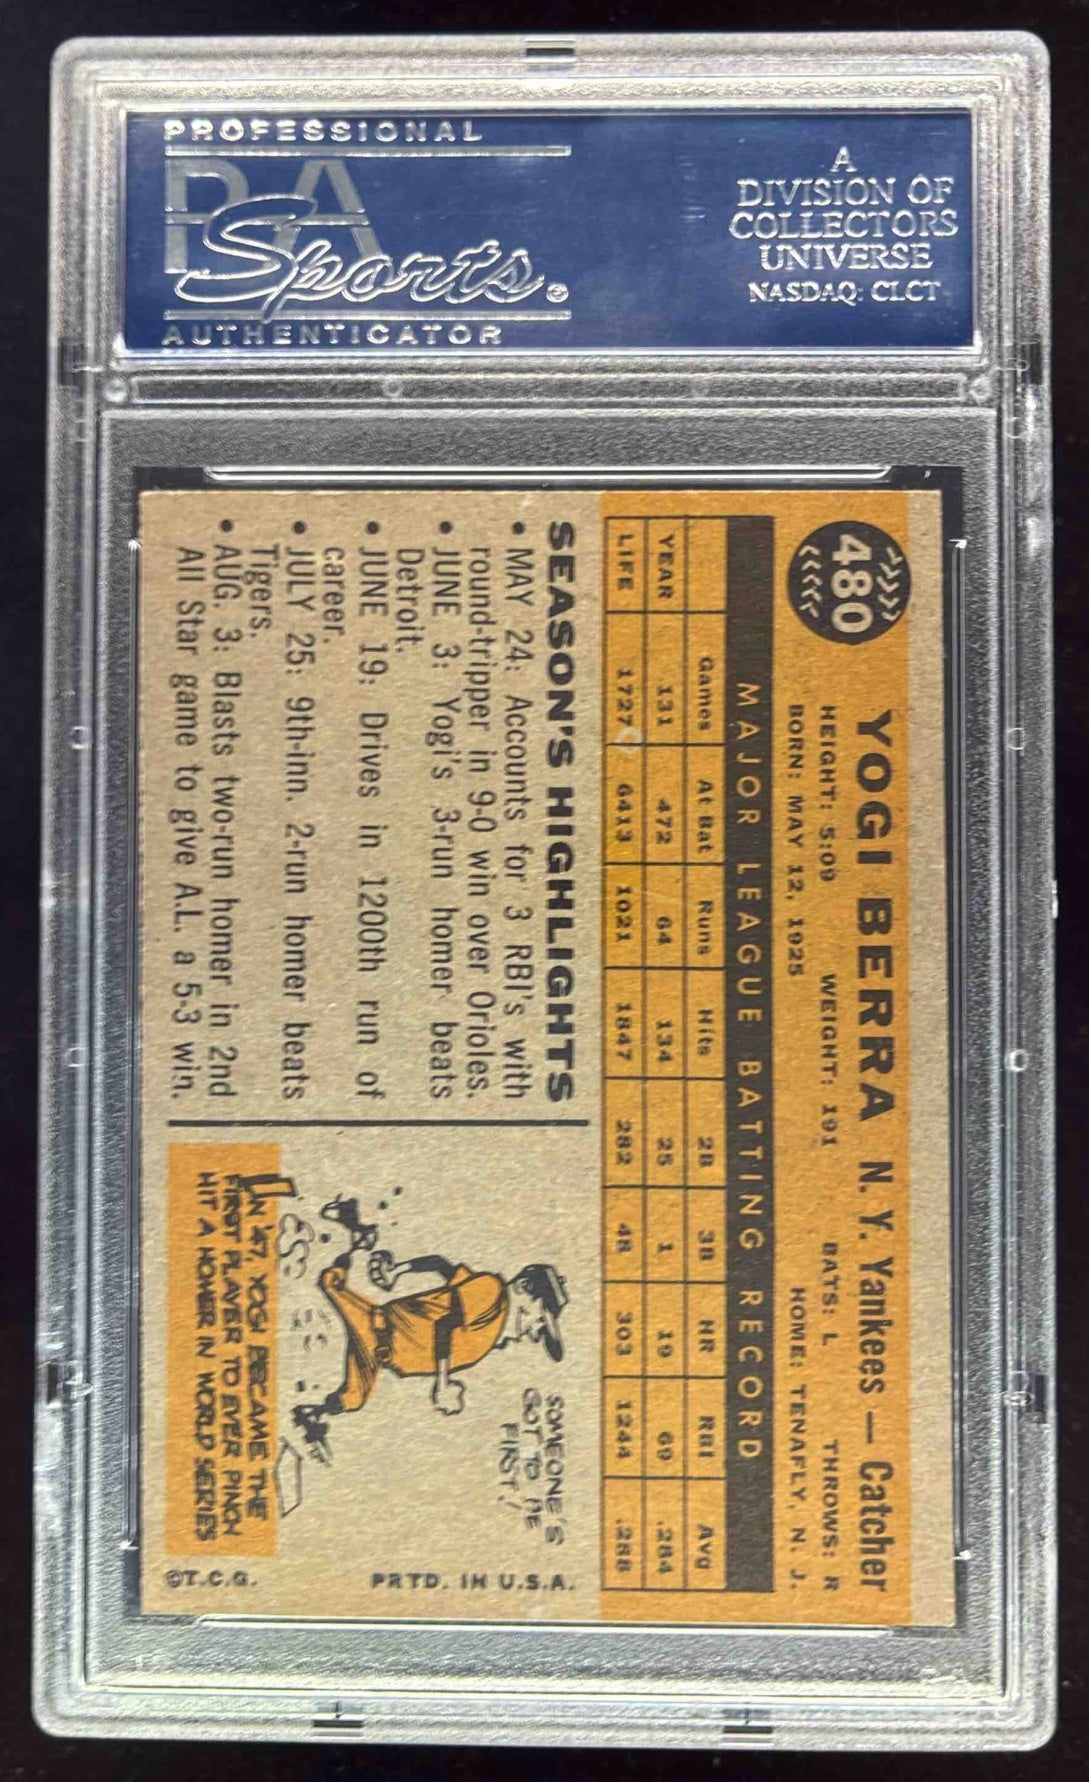 PROFESSIONAL
PSA
Sports®
AUTHENTICATOR
A
DIVISION OF
COLLECTORS
UNIVERSE
NASDAQ: CLCT
480
YOGI BERRA N. Y. Yankees — Catcher
HEIGHT: 5:09 WEIGHT: 191 BATS: L THROWS: R
BORN: MAY 12, 1925 HOME: TENAFLY, N. J.
MAJOR LEAGUE BATTING RECORD
Games At Bat Runs Hits 2B 3B HR RBI Avg
YEAR 131 472 64 134 25 1 19 69 .284
LIFE 1727 6413 1021 1847 282 48 303 1244 .288
SEASON'S HIGHLIGHTS
• MAY 24: Accounts for 3 RBI's with
round-tripper in 9-0 win over Orioles.
• JUNE 3: Yogi's 3-run homer beats
Detroit.
• JUNE 19: Drives in 1200th run of
career.
• JULY 25: 9th-inn. 2-run homer beats
Tigers.
• AUG. 3: Blasts two-run homer in 2nd
All Star game to give A.L. a 5-3 win.
SOMEONE'S
GOT TO BE
FIRST!
IN '47, YOGI BECAME THE
FIRST PLAYER TO EVER PINCH
HIT A HOMER IN WORLD SERIES
©T.C.G. PRTD. IN U.S.A.